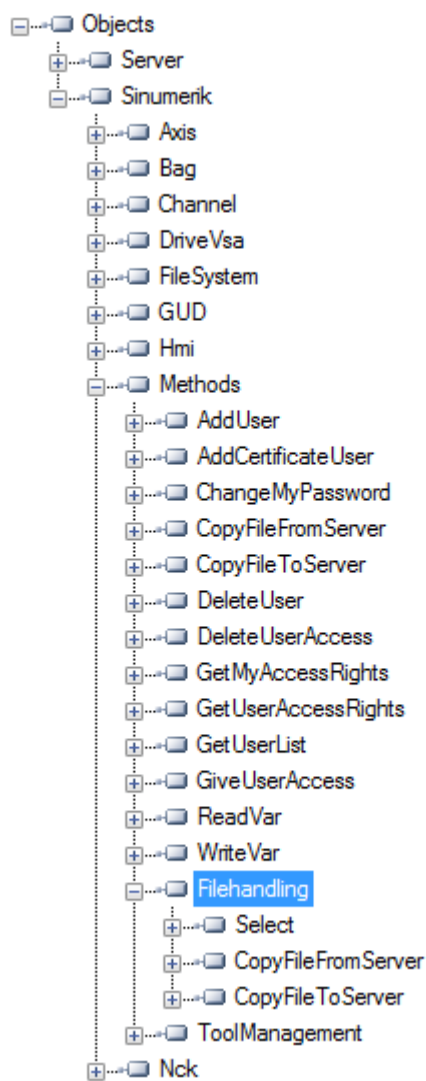 Objects
Server
Sinumerik
Axis
Bag
Channel
DriveVsa
FileSystem
GUD
Hmi
Methods
AddUser
AddCertificateUser
ChangeMyPassword
CopyFileFromServer
CopyFileToServer
DeleteUser
DeleteUserAccess
GetMyAccessRights
GetUserAccessRights
GetUserList
GiveUserAccess
ReadVar
WriteVar
Filehandling
Select
CopyFileFromServer
CopyFileToServer
ToolManagement
Nck